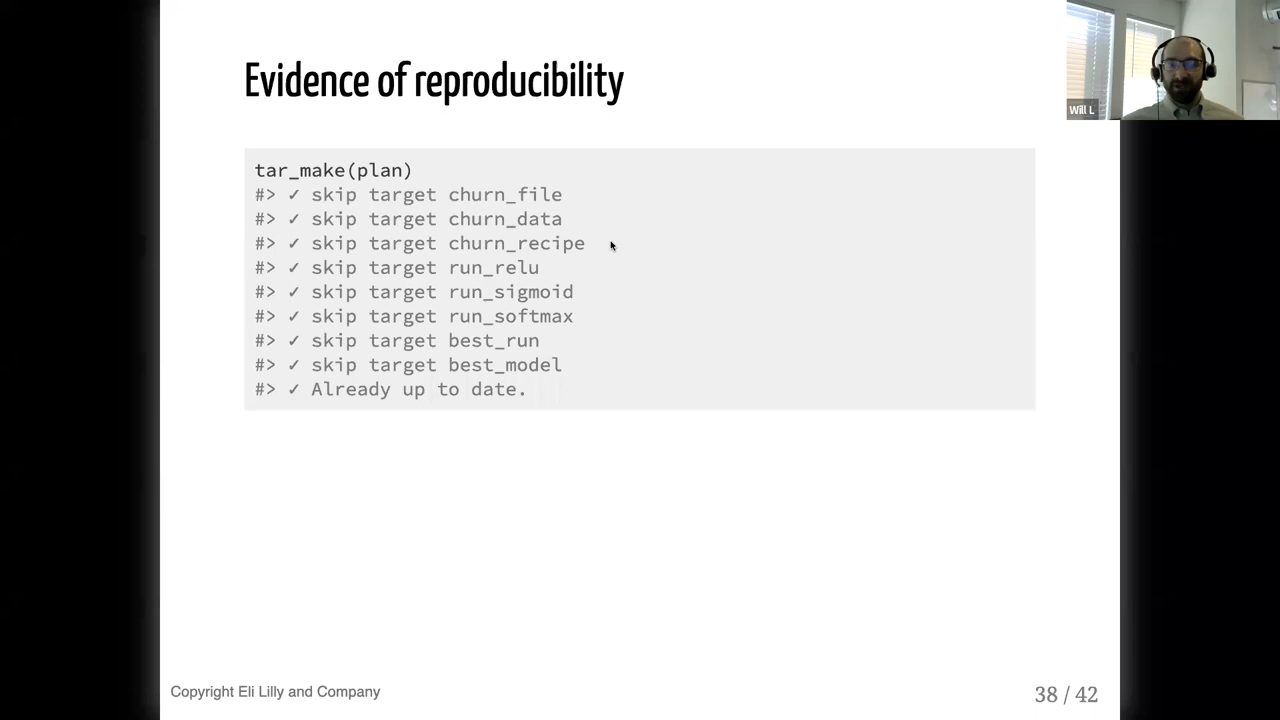 Evidence of reproducibility
Will L
tar_make(plan)
#> ✓ skip target churn_file
#> ✓ skip target churn_data
#> ✓ skip target churn_recipe
#> ✓ skip target run_relu
#> ✓ skip target run_sigmoid
#> ✓ skip target run_softmax
#> ✓ skip target best_run
#> ✓ skip target best_model
#> ✓ Already up to date.
Copyright Eli Lilly and Company
38 / 42